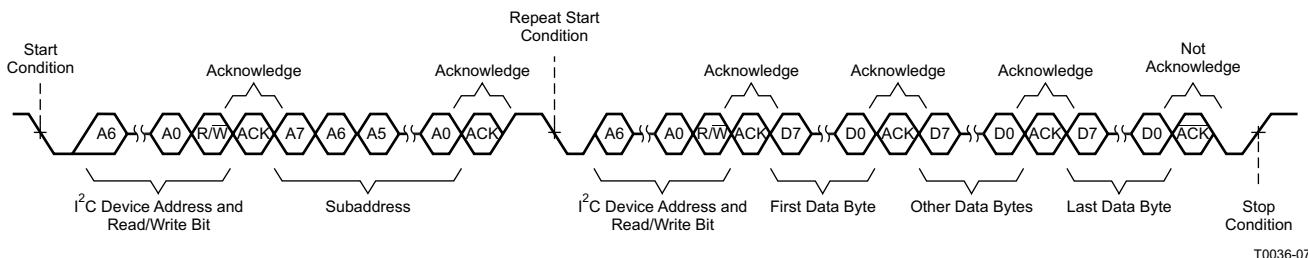 Repeat Start
Condition
Start
Condition
Not
Acknowledge
Acknowledge
Acknowledge
Acknowledge
Acknowledge
Acknowledge
A6 A0 R/W̅ ACK A7 A6 A5 A0 ACK A6 A0 R/W̅ ACK D7 D0 ACK D7 D0 ACK D7 D0 A̅C̅K̅
I²C Device Address and
Read/Write Bit
Subaddress
I²C Device Address and
Read/Write Bit
First Data Byte
Other Data Bytes
Last Data Byte
Stop
Condition
T0036-07